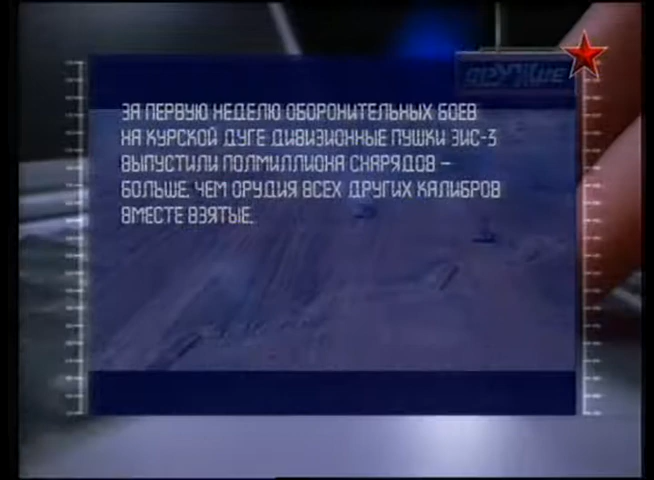 оружие
ЗА ПЕРВУЮ НЕДЕЛЮ ОБОРОНИТЕЛЬНЫХ БОЕВ
НА КУРСКОЙ ДУГЕ ДИВИЗИОННЫЕ ПУШКИ ЗИС-3
ВЫПУСТИЛИ ПОЛМИЛЛИОНА СНАРЯДОВ –
БОЛЬШЕ, ЧЕМ ОРУДИЯ ВСЕХ ДРУГИХ КАЛИБРОВ
ВМЕСТЕ ВЗЯТЫЕ.